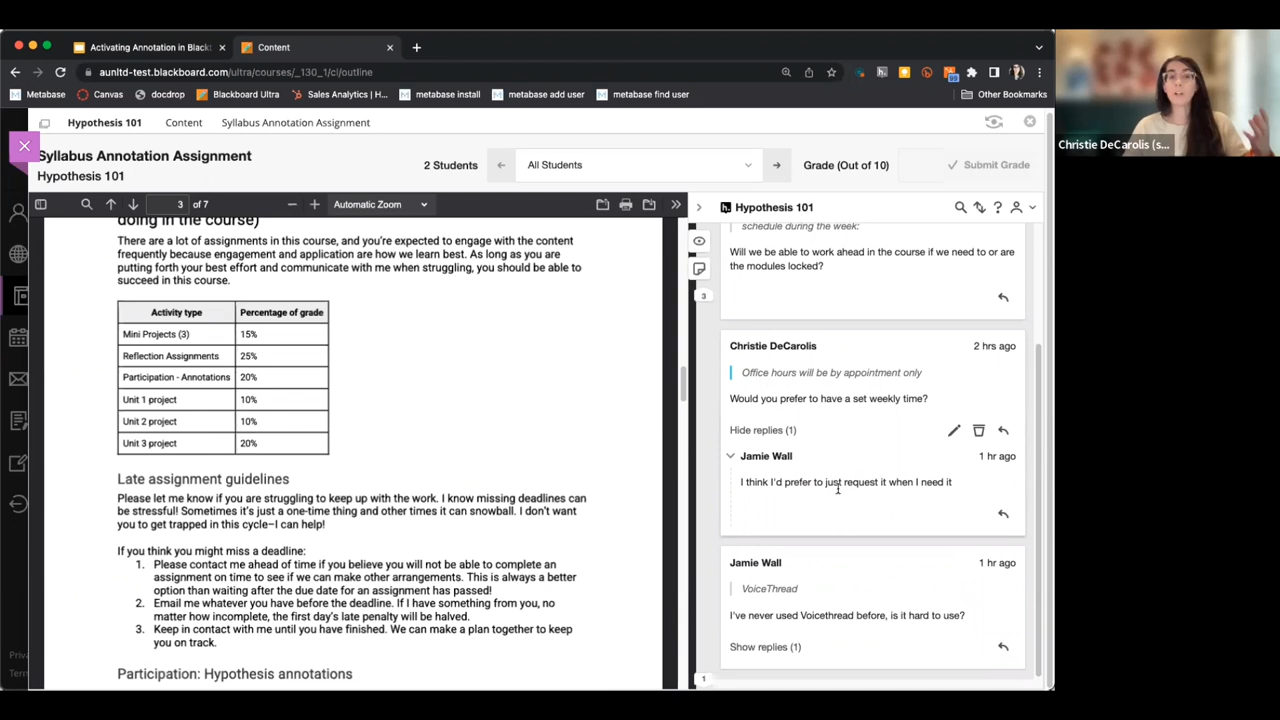 Activating Annotation in Black
Content
aunltd-test.blackboard.com/ultra/courses/_130_1/cl/outline
Metabase
Canvas
docdrop
Blackboard Ultra
Sales Analytics | H...
metabase install
metabase add user
metabase find user
Other Bookmarks
Christie DeCarolis (s...
Hypothesis 101
Content
Syllabus Annotation Assignment
Syllabus Annotation Assignment
Hypothesis 101
2 Students
All Students
Grade (Out of 10)
Submit Grade
3 of 7
Automatic Zoom
doing in the course)
There are a lot of assignments in this course, and you're expected to engage with the content
frequently because engagement and application are how we learn best. As long as you are
putting forth your best effort and communicate with me when struggling, you should be able to
succeed in this course.
Activity type Percentage of grade
Mini Projects (3) 15%
Reflection Assignments 25%
Participation - Annotations 20%
Unit 1 project 10%
Unit 2 project 10%
Unit 3 project 20%
Late assignment guidelines
Please let me know if you are struggling to keep up with the work. I know missing deadlines can
be stressful! Sometimes it's just a one-time thing and other times it can snowball. I don't want
you to get trapped in this cycle–I can help!
If you think you might miss a deadline:
1. Please contact me ahead of time if you believe you will not be able to complete an
assignment on time to see if we can make other arrangements. This is always a better
option than waiting after the due date for an assignment has passed!
2. Email me whatever you have before the deadline. If I have something from you, no
matter how incomplete, the first day's late penalty will be halved.
3. Keep in contact with me until you have finished. We can make a plan together to keep
you on track.
Participation: Hypothesis annotations
Hypothesis 101
schedule during the week:
Will we be able to work ahead in the course if we need to or are
the modules locked?
3
Christie DeCarolis 2 hrs ago
Office hours will be by appointment only
Would you prefer to have a set weekly time?
Hide replies (1)
Jamie Wall 1 hr ago
I think I'd prefer to just request it when I need it
Jamie Wall 1 hr ago
VoiceThread
I've never used Voicethread before, is it hard to use?
Show replies (1)
1
Priva
Term